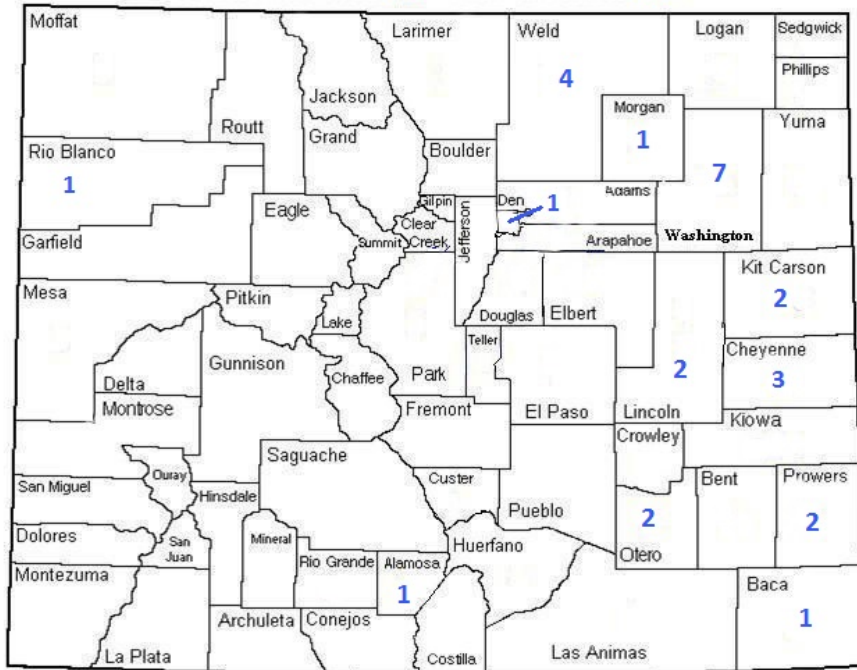 Moffat
Larimer
Weld
Logan
Sedgwick
Phillips
4
Jackson
Morgan
1
Routt
Grand
Yuma
Rio Blanco
1
Boulder
7
Eagle
Gilpin
Den
1
Adams
Clear
Creek
Jefferson
Summit
Garfield
Arapahoe
Washington
Kit Carson
2
Mesa
Pitkin
Lake
Douglas
Elbert
Teller
Cheyenne
3
Gunnison
Chaffee
Park
2
Delta
Montrose
Fremont
El Paso
Lincoln
Kiowa
Crowley
Saguache
Ouray
Custer
Bent
Prowers
2
San Miguel
Hinsdale
Pueblo
2
Dolores
San
Juan
Mineral
Huerfano
Otero
Montezuma
Rio Grande
Alamosa
1
Baca
1
Archuleta
Conejos
La Plata
Costilla
Las Animas